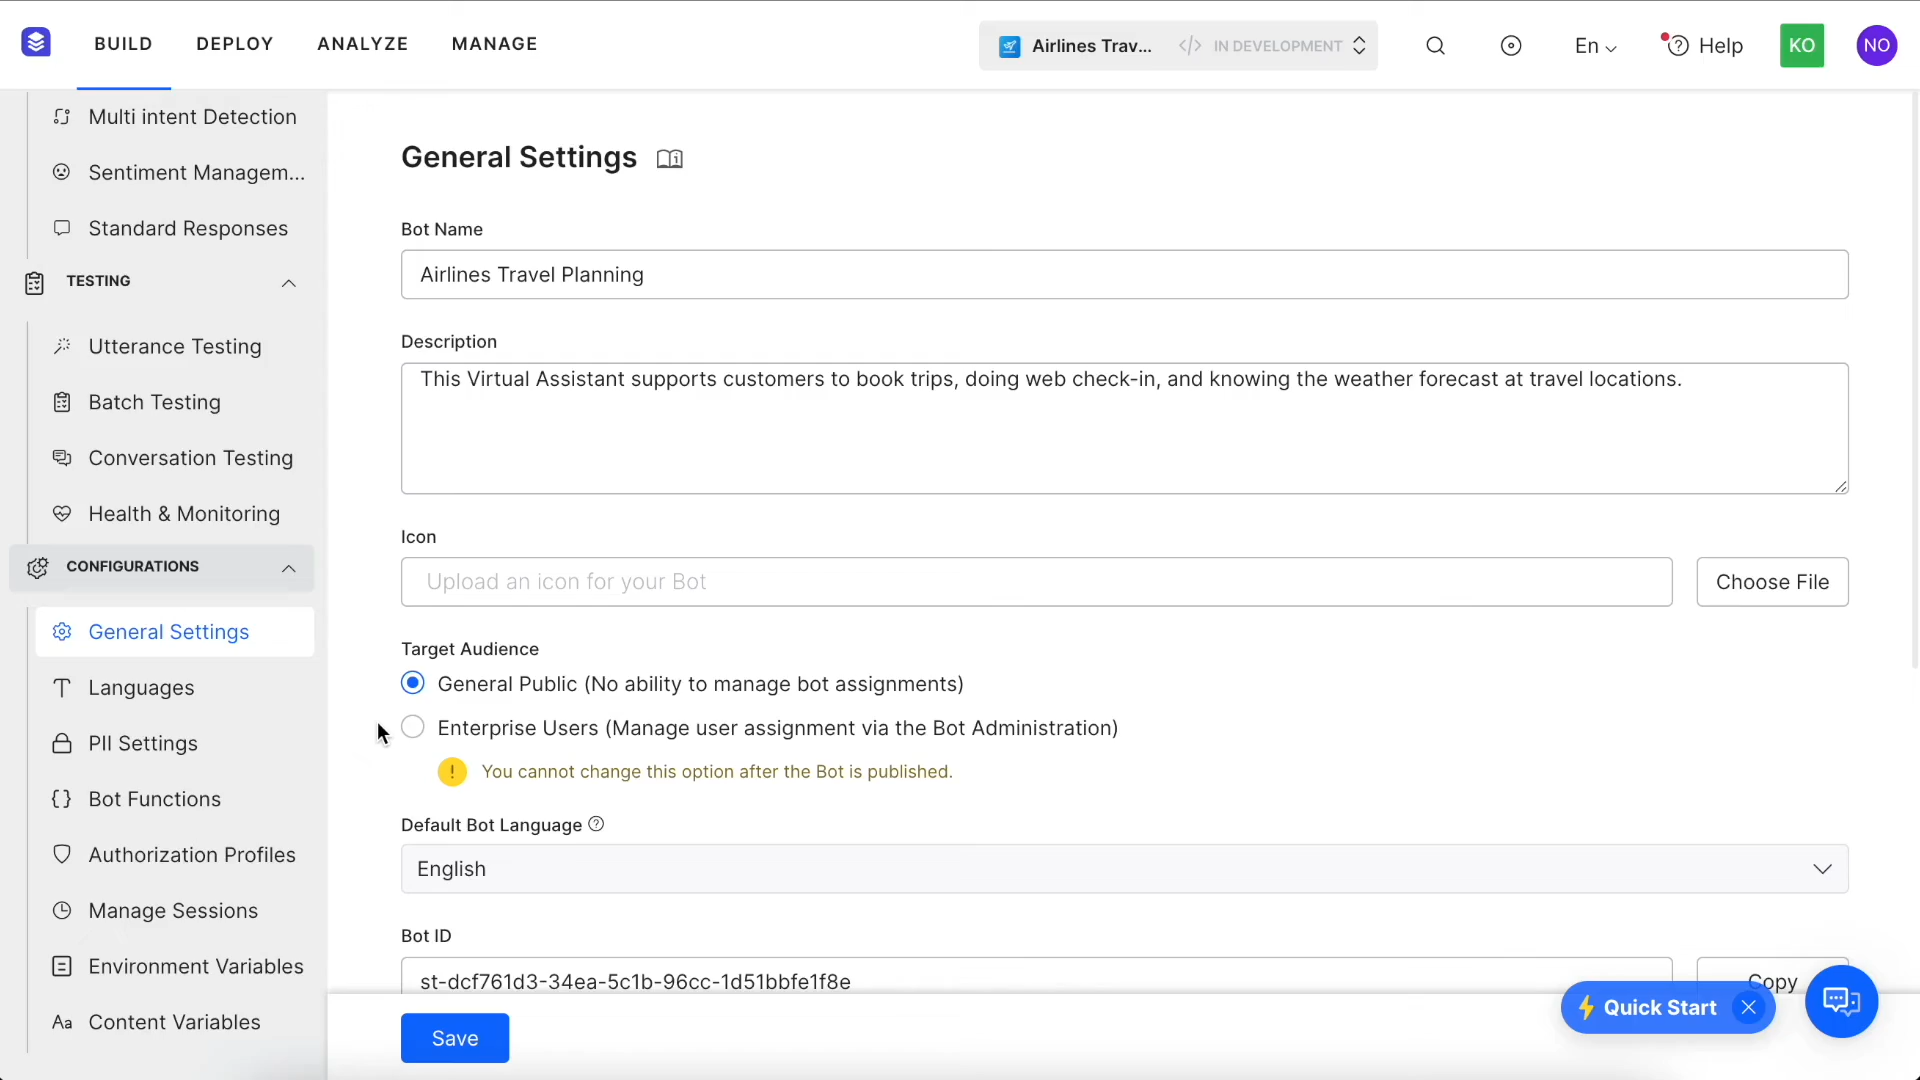 BUILD
DEPLOY
ANALYZE
MANAGE
Airlines Trav...
</> IN DEVELOPMENT
En
Help
KO
NO
Multi intent Detection
Sentiment Managem...
Standard Responses
TESTING
Utterance Testing
Batch Testing
Conversation Testing
Health & Monitoring
CONFIGURATIONS
General Settings
Languages
PII Settings
{} Bot Functions
Authorization Profiles
Manage Sessions
Environment Variables
Aa Content Variables
General Settings
Bot Name
Airlines Travel Planning
Description
This Virtual Assistant supports customers to book trips, doing web check-in, and knowing the weather forecast at travel locations.
Icon
Upload an icon for your Bot
Choose File
Target Audience
General Public (No ability to manage bot assignments)
Enterprise Users (Manage user assignment via the Bot Administration)
! You cannot change this option after the Bot is published.
Default Bot Language ?
English
Bot ID
st-dcf761d3-34ea-5c1b-96cc-1d51bbfe1f8e
Copy
Quick Start
Save